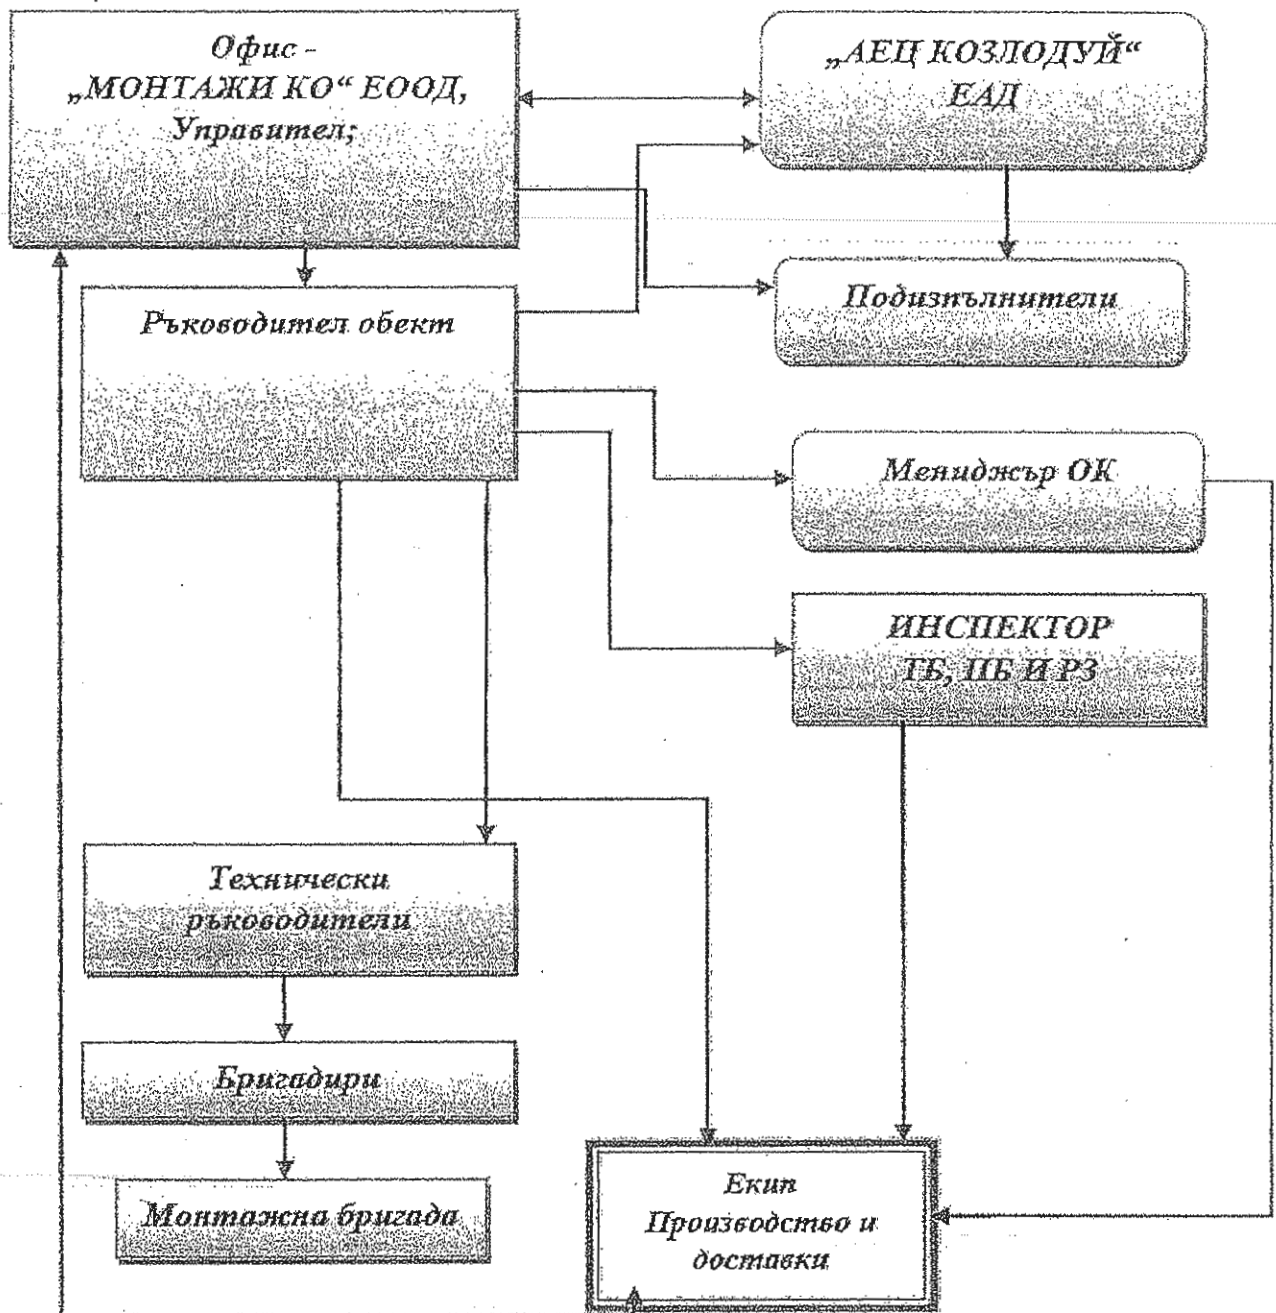 Офис -
„МОНТАЖИ КО“ ЕООД,
Управител;
„АЕЦ КОЗЛОДУЙ“
ЕАД
Подизпълнители
Ръководител обект
Мениджър ОК
ИНСПЕКТОР
ТБ, ПБ И РЗ
Технически
ръководители
Бригадири
Монтажна бригада
Екип
Производство и
доставки